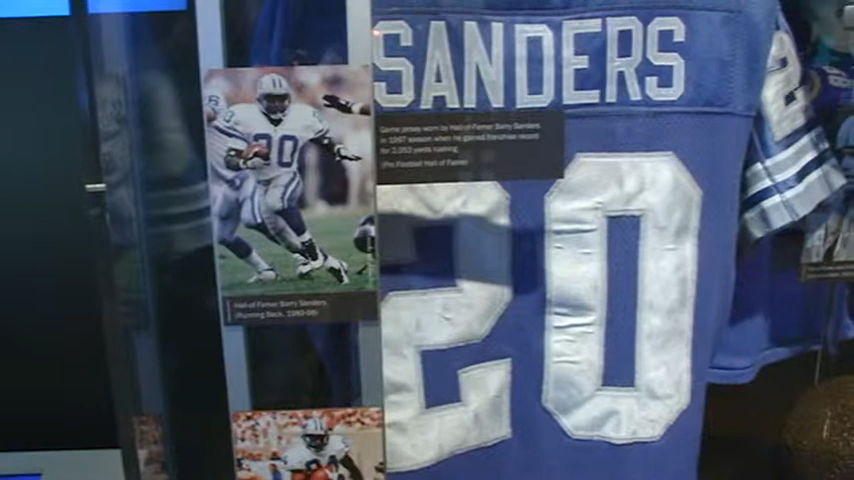 SANDERS
Game jersey worn by Hall of Famer Barry Sanders
in 1997 season when he gained franchise record
for 2,053 yards rushing
(Pro Football Hall of Fame)
20
20
Hall of Famer Barry Sanders
(Running Back, 1989-98)
2